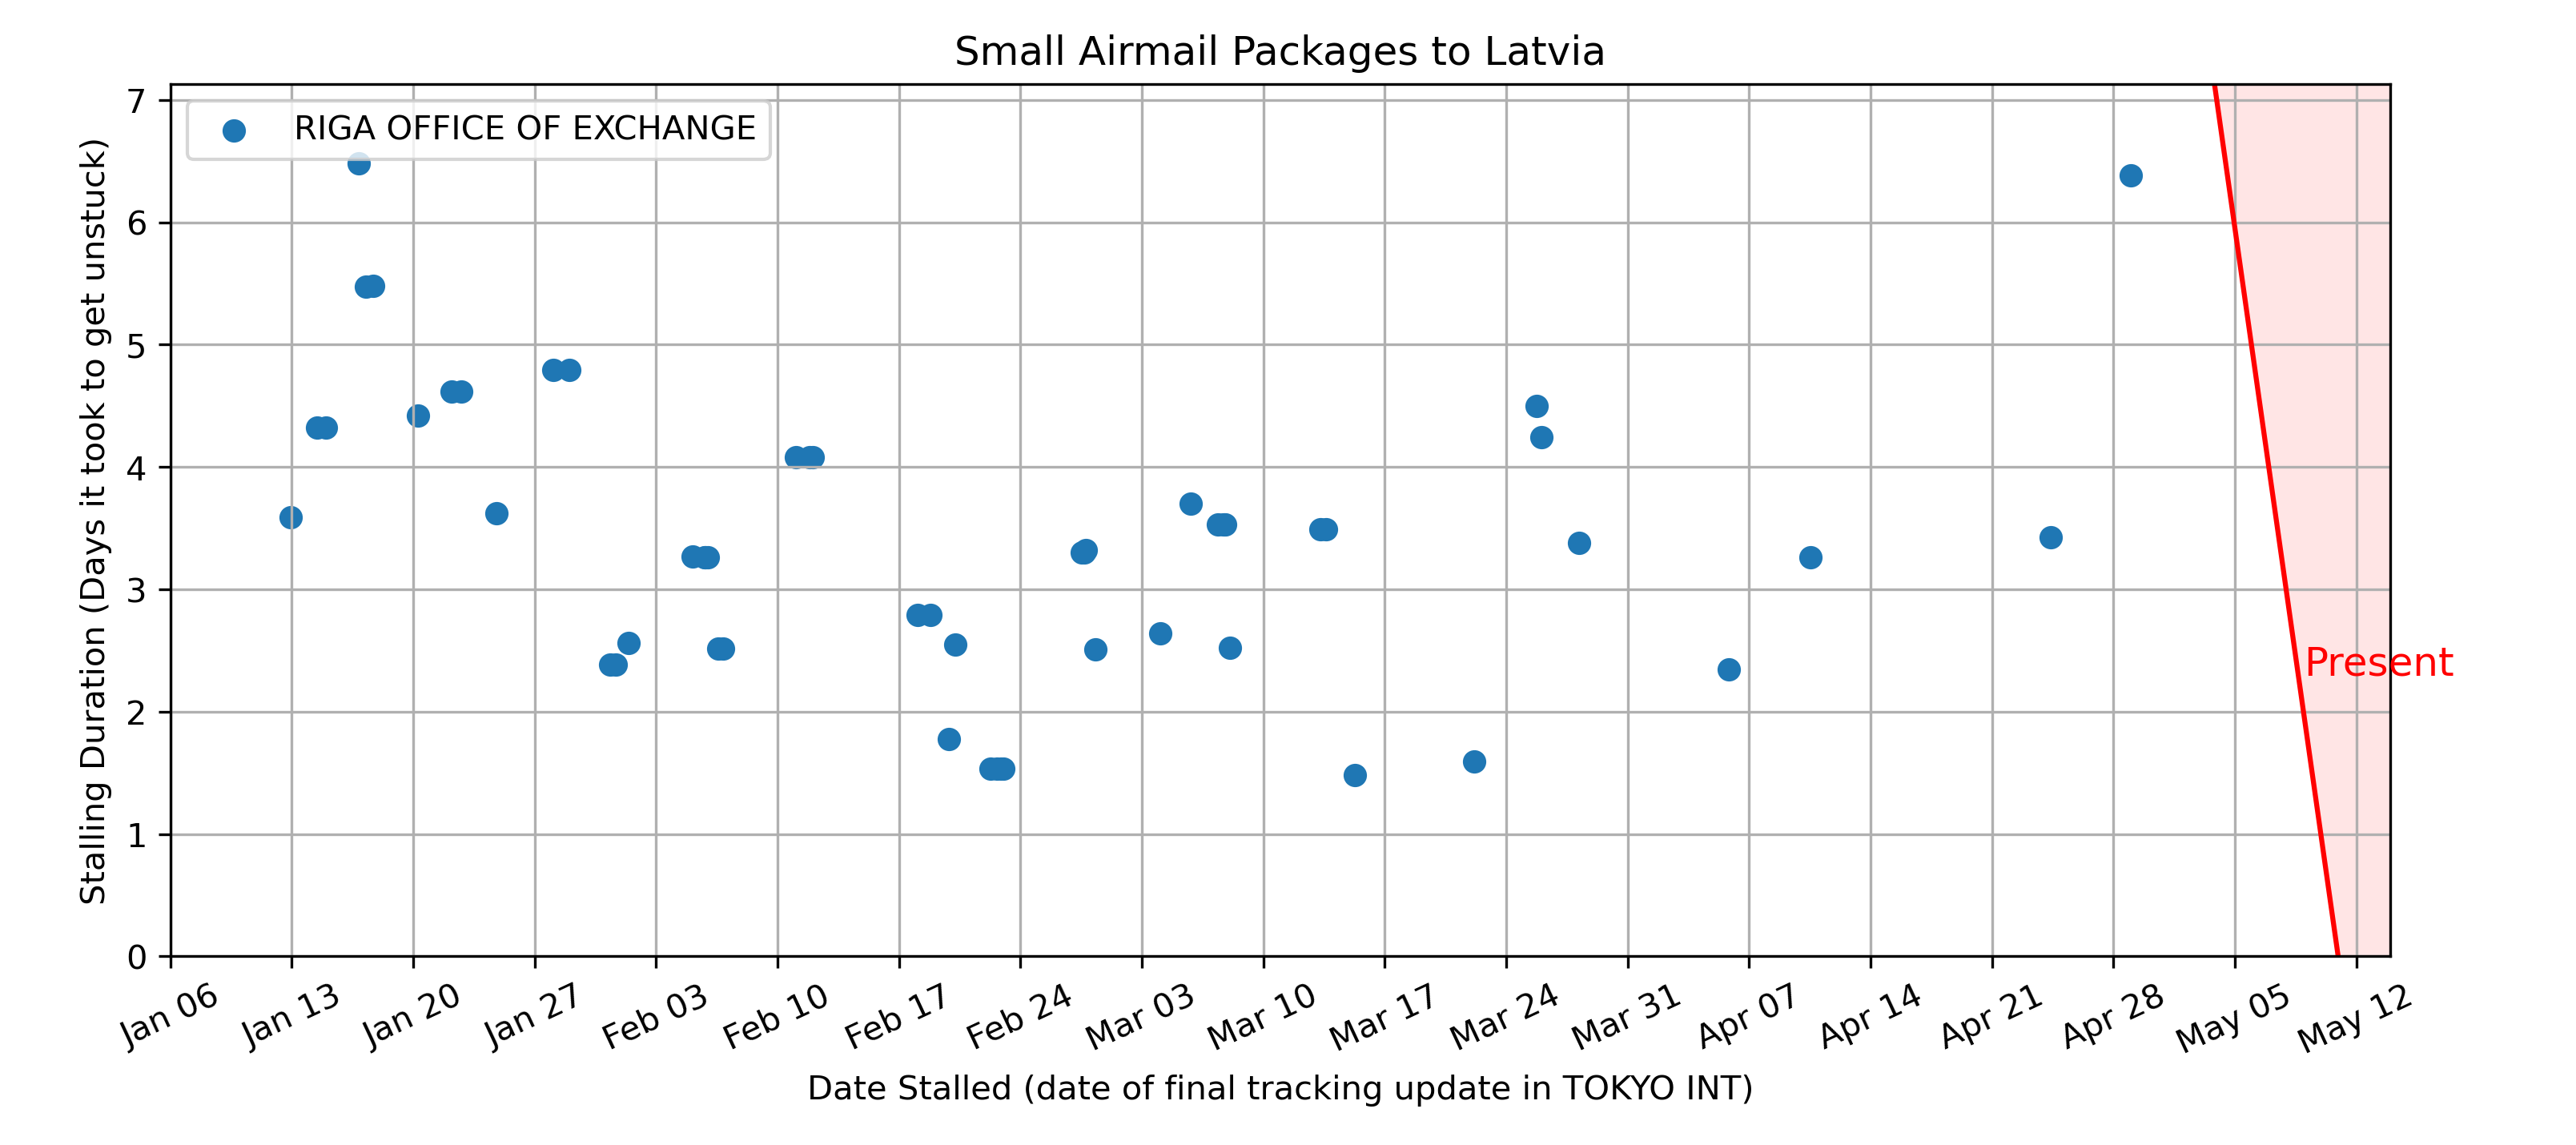 Small Airmail Packages to Latvia
RIGA OFFICE OF EXCHANGE
Stalling Duration (Days it took to get unstuck)
7
6
5
4
3
2
1
0
Present
Jan 06
Jan 13
Jan 20
Jan 27
Feb 03
Feb 10
Feb 17
Feb 24
Mar 03
Mar 10
Mar 17
Mar 24
Mar 31
Apr 07
Apr 14
Apr 21
Apr 28
May 05
May 12
Date Stalled (date of final tracking update in TOKYO INT)